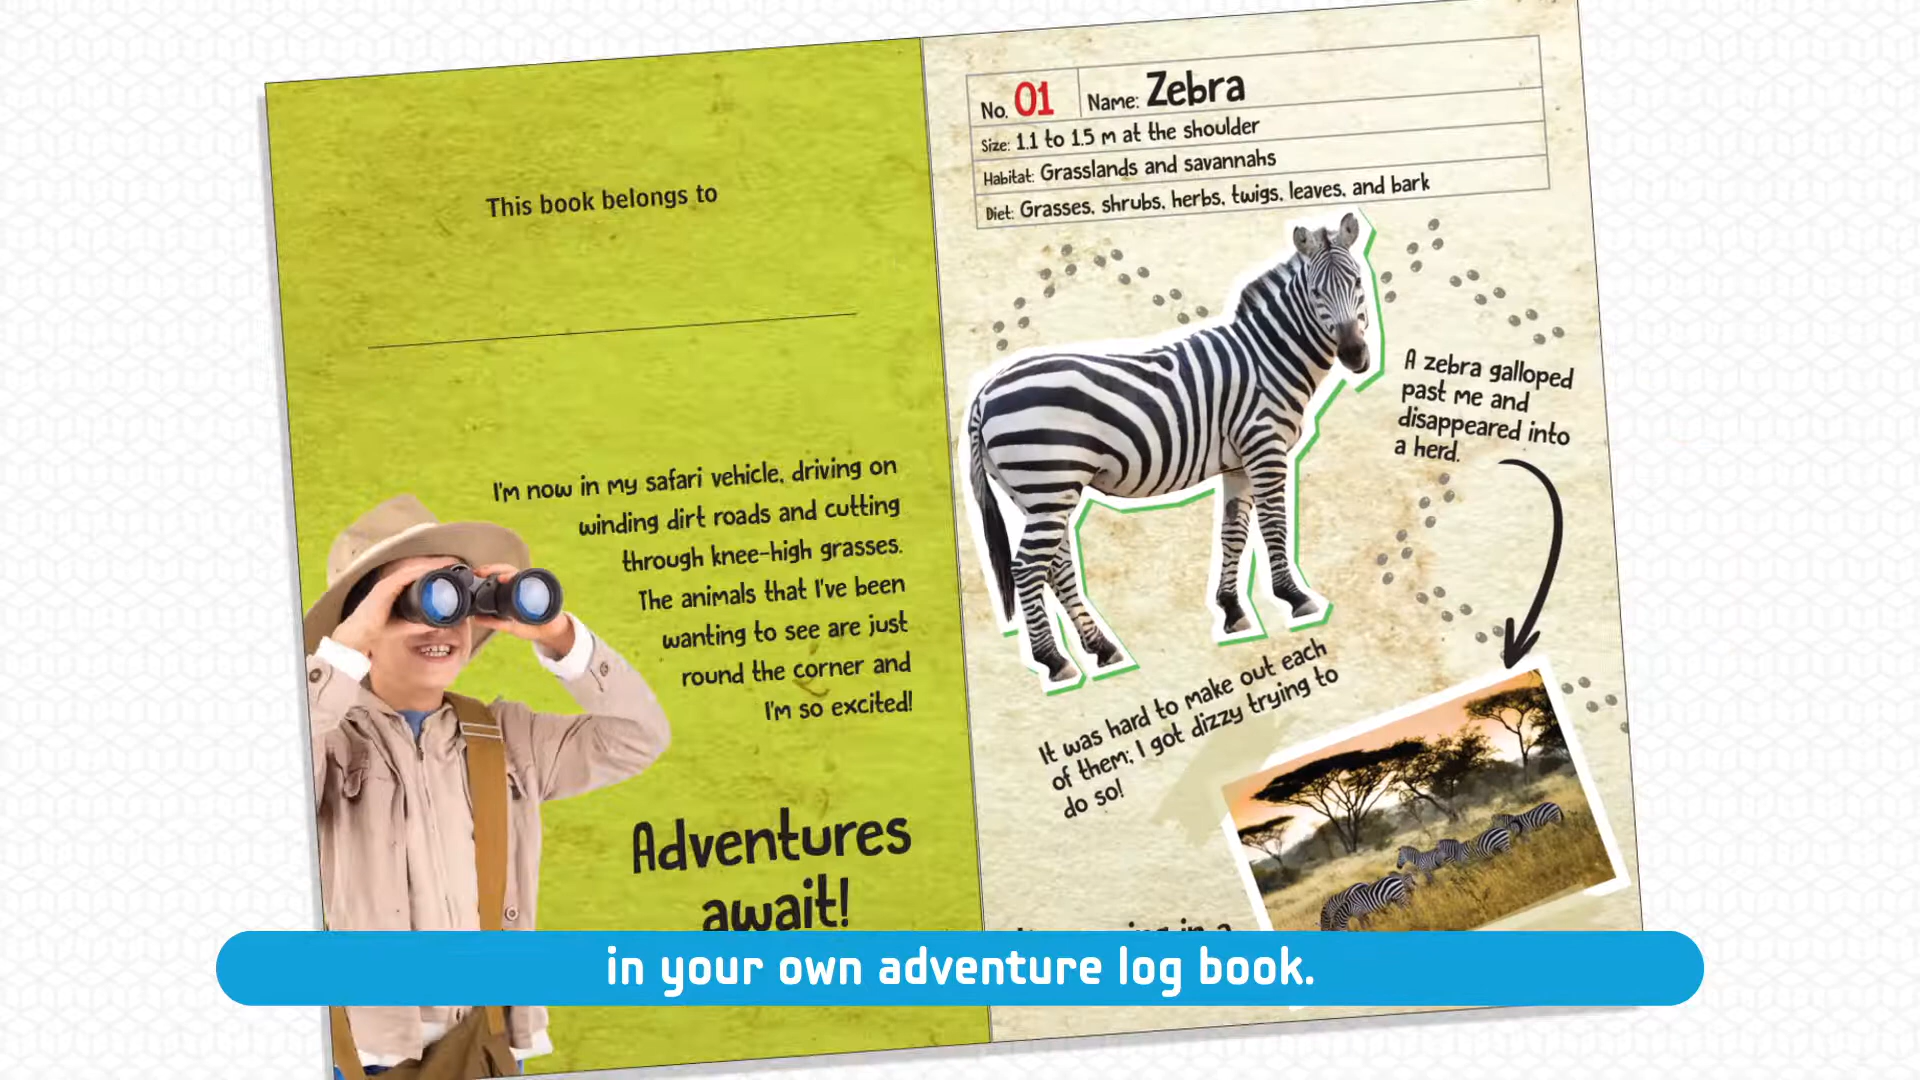 This book belongs to
I'm now in my safari vehicle, driving on
winding dirt roads and cutting
through knee-high grasses.
The animals that I've been
wanting to see are just
round the corner and
I'm so excited!
Adventures
await!
No. 01 Name: Zebra
Size: 1.1 to 1.5 m at the shoulder
Habitat: Grasslands and savannahs
Diet: Grasses, shrubs, herbs, twigs, leaves, and bark
A zebra galloped
past me and
disappeared into
a herd.
It was hard to make out each
of them; I got dizzy trying to
do so!
in a
in your own adventure log book.